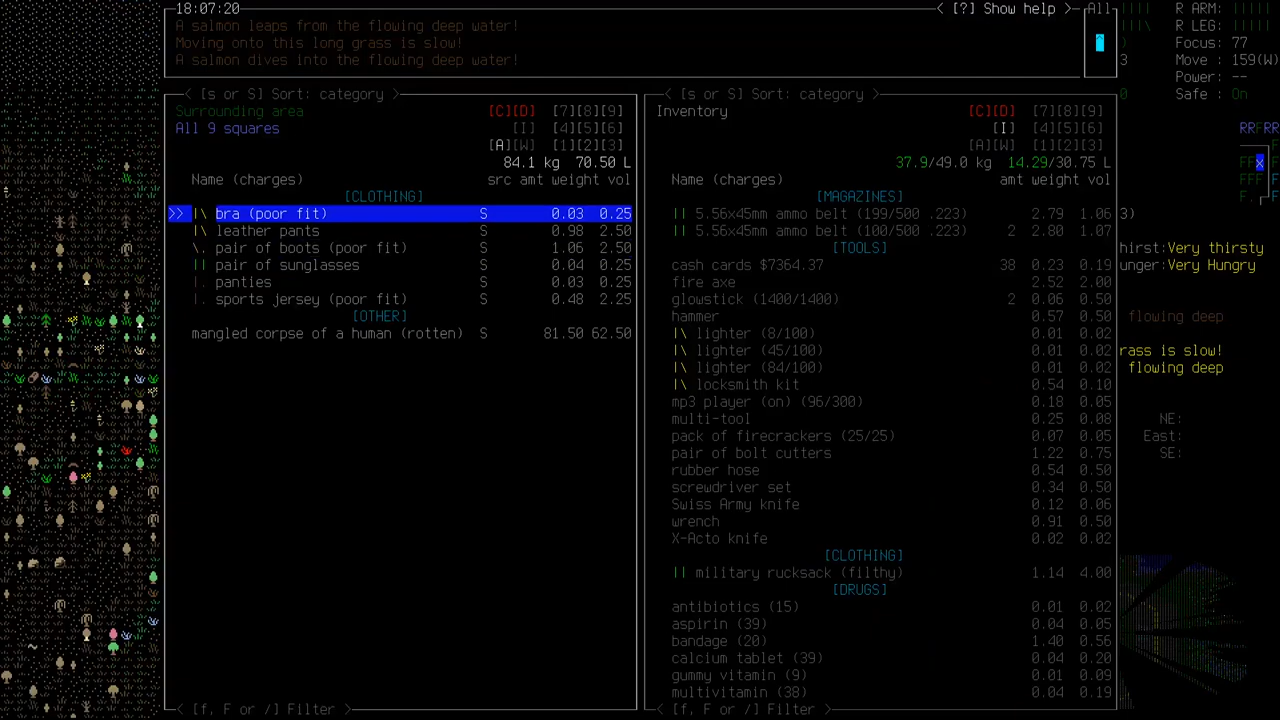 18:07:20
< [?] Show help >
All
A salmon leaps from the flowing deep water!
Moving onto this long grass is slow!
A salmon dives into the flowing deep water!
R ARM:
R LEG:
Focus: 77
3 Move : 159(W)
Power: --
0 Safe : On
< [s or S] Sort: category >
Surrounding area [C][D] [7][8][9]
All 9 squares [I] [4][5][6]
[A][W] [1][2][3]
84.1 kg 70.50 L
Name (charges) src amt weight vol
[CLOTHING]
>> |\ bra (poor fit) S 0.03 0.25
|\ leather pants S 0.98 2.50
\. pair of boots (poor fit) S 1.06 2.50
|| pair of sunglasses S 0.04 0.25
|. panties S 0.03 0.25
|. sports jersey (poor fit) S 0.48 2.25
[OTHER]
mangled corpse of a human (rotten) S 81.50 62.50
< [f, F or /] Filter >
< [s or S] Sort: category >
Inventory [C][D] [7][8][9]
[I] [4][5][6]
[A][W] [1][2][3]
37.9/49.0 kg 14.29/30.75 L
Name (charges) amt weight vol
[MAGAZINES]
|| 5.56x45mm ammo belt (199/500 .223) 2.79 1.06
|| 5.56x45mm ammo belt (100/500 .223) 2 2.80 1.07
[TOOLS]
cash cards $7364.37 38 0.23 0.19
fire axe 2.52 2.00
glowstick (1400/1400) 2 0.06 0.50
hammer 0.57 0.50
|\ lighter (8/100) 0.01 0.02
|\ lighter (45/100) 0.01 0.02
|\ lighter (84/100) 0.01 0.02
|\ locksmith kit 0.54 0.10
mp3 player (on) (96/300) 0.18 0.05
multi-tool 0.25 0.08
pack of firecrackers (25/25) 0.07 0.05
pair of bolt cutters 1.22 0.75
rubber hose 0.54 0.50
screwdriver set 0.34 0.50
Swiss Army knife 0.12 0.06
wrench 0.91 0.50
X-Acto knife 0.02 0.02
[CLOTHING]
|| military rucksack (filthy) 1.14 4.00
[DRUGS]
antibiotics (15) 0.01 0.02
aspirin (39) 0.04 0.05
bandage (20) 1.40 0.56
calcium tablet (39) 0.04 0.20
gummy vitamin (9) 0.01 0.09
multivitamin (38) 0.04 0.19
< [f, F or /] Filter >
RRFRR
FFx
FFF
F.
3)
hirst:Very thirsty
unger:Very Hungry
flowing deep
rass is slow!
flowing deep
NE:
East:
SE: